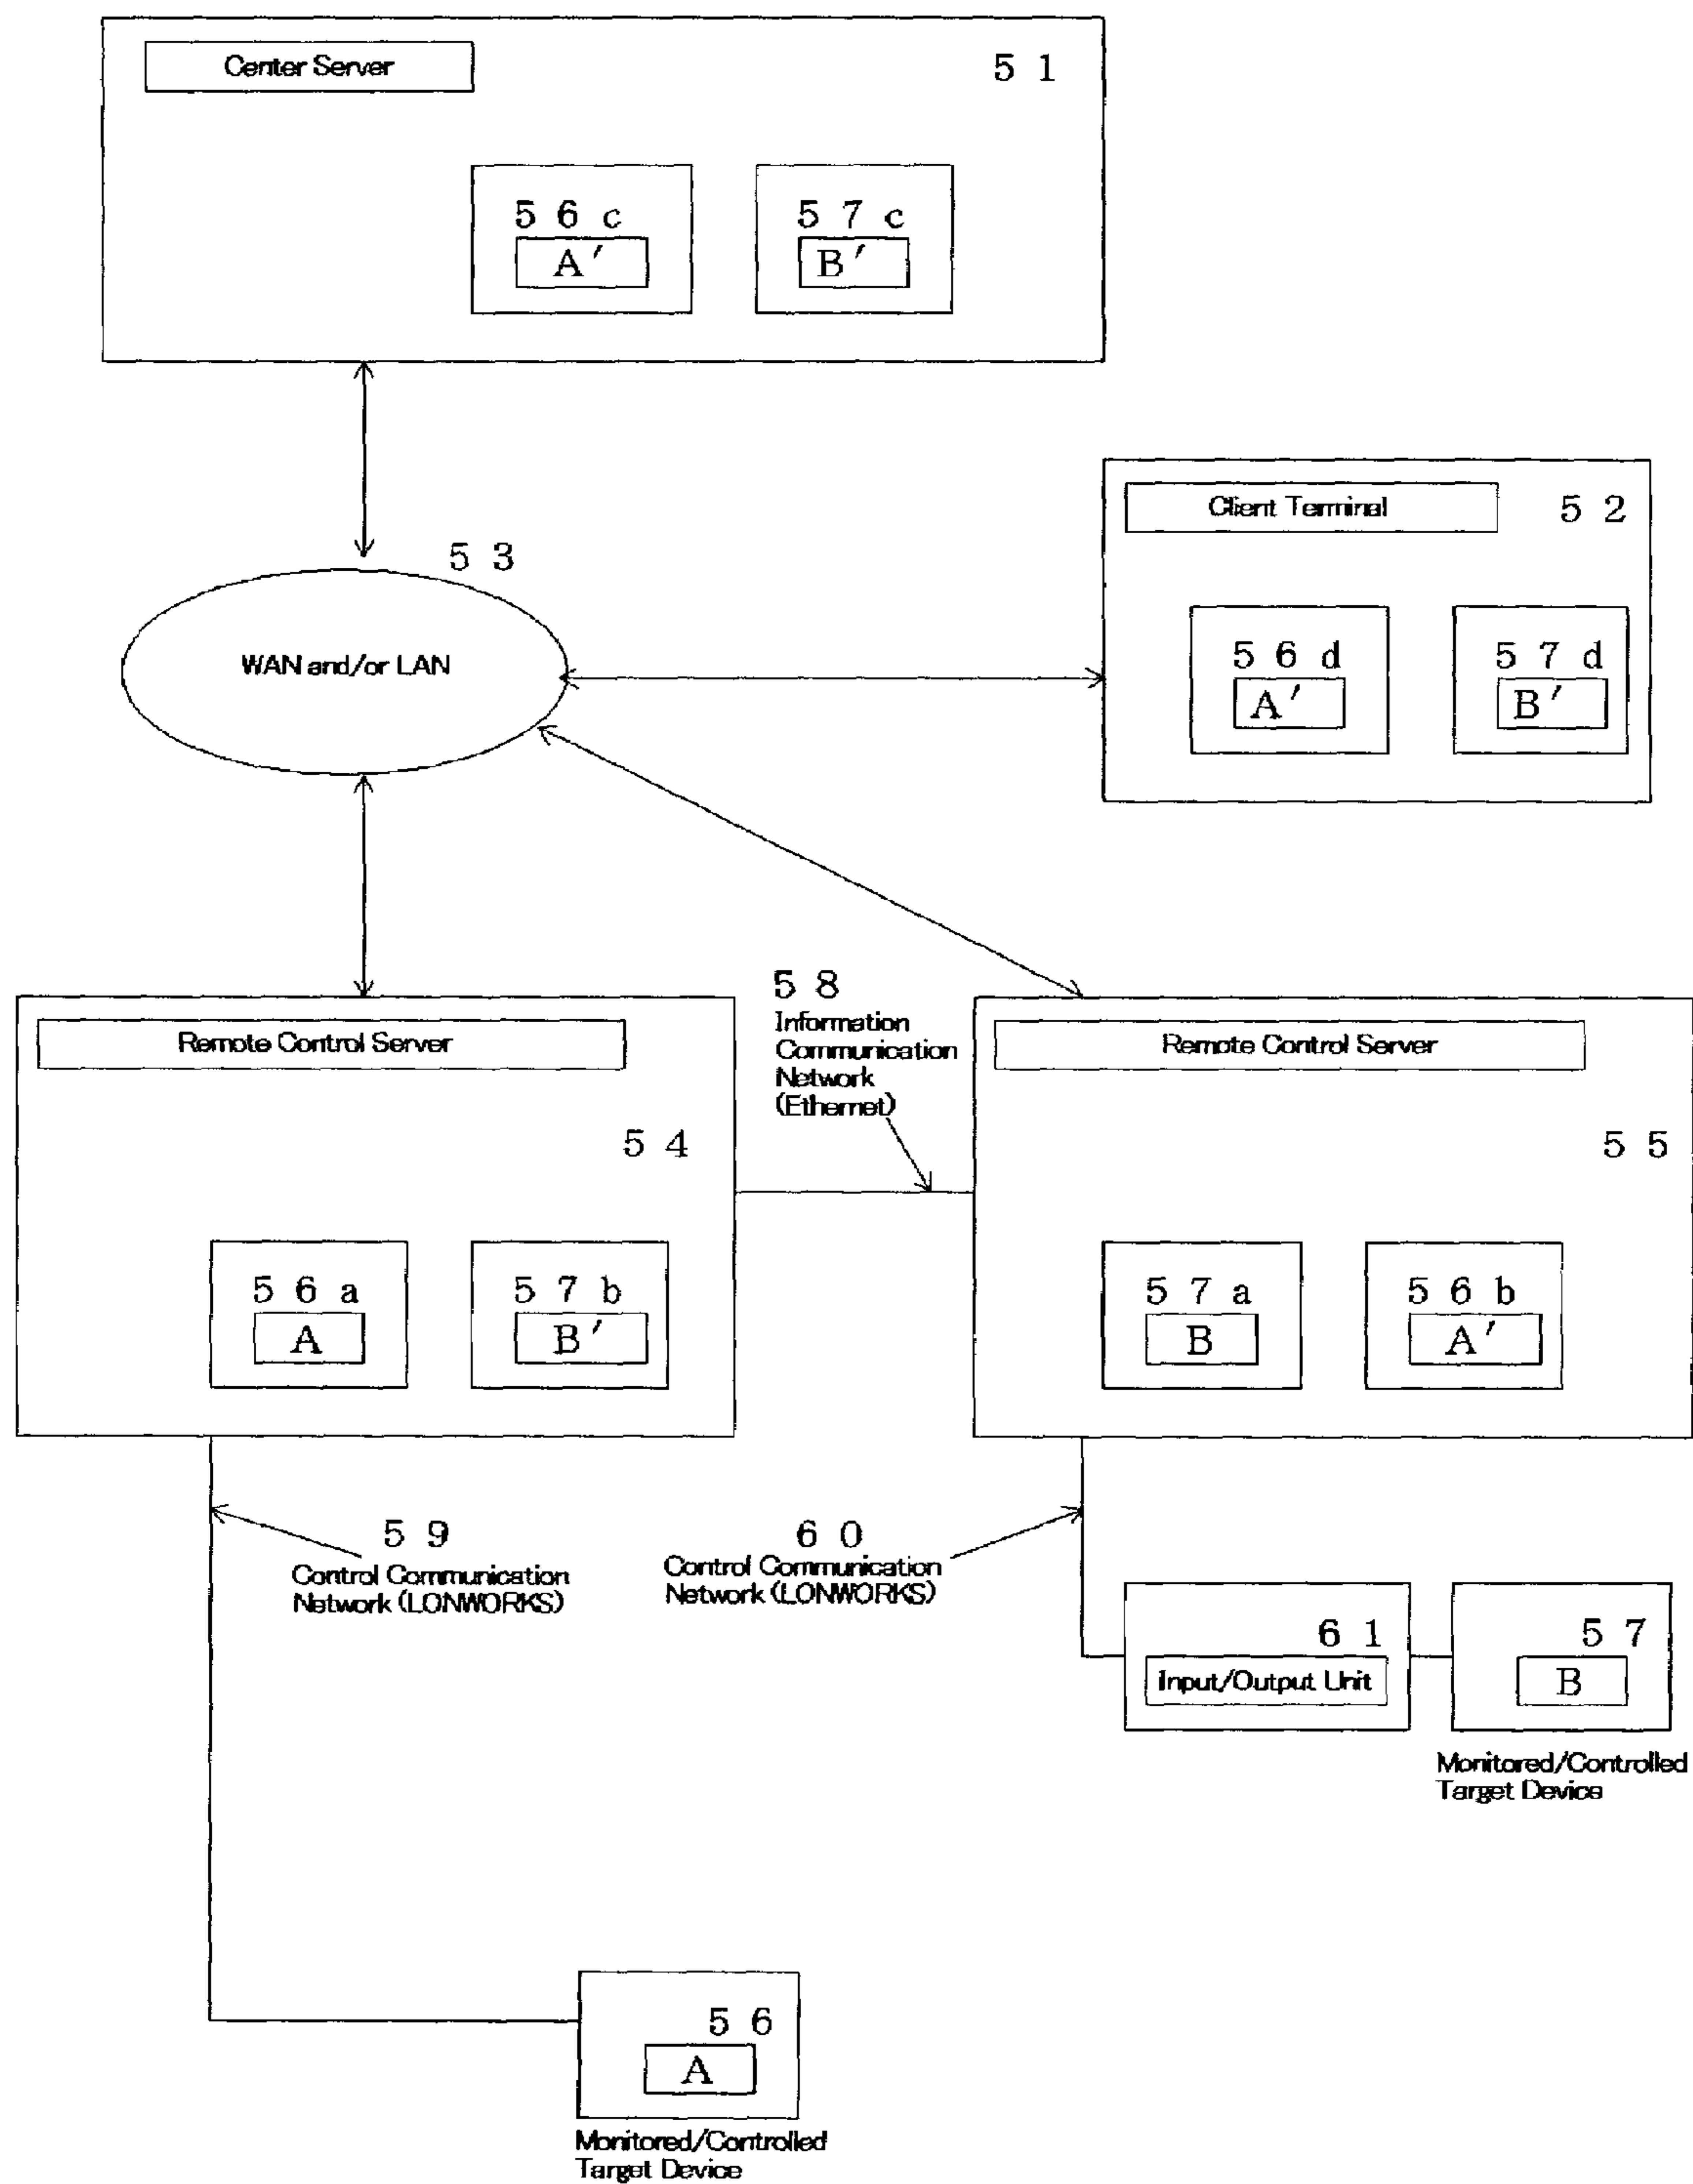 Center Server
5 1
5 6 c
A′
5 7 c
B′
5 3
WAN and/or LAN
Client Terminal
5 2
5 6 d
A′
5 7 d
B′
5 8
Information
Communication
Network
(Ethernet)
Remote Control Server
5 4
5 6 a
A
5 7 b
B′
Remote Control Server
5 5
5 7 a
B
5 6 b
A′
5 9
Control Communication
Network (LONWORKS)
6 0
Control Communication
Network (LONWORKS)
6 1
Input/Output Unit
5 7
B
Monitored/Controlled
Target Device
5 6
A
Monitored/Controlled
Target Device